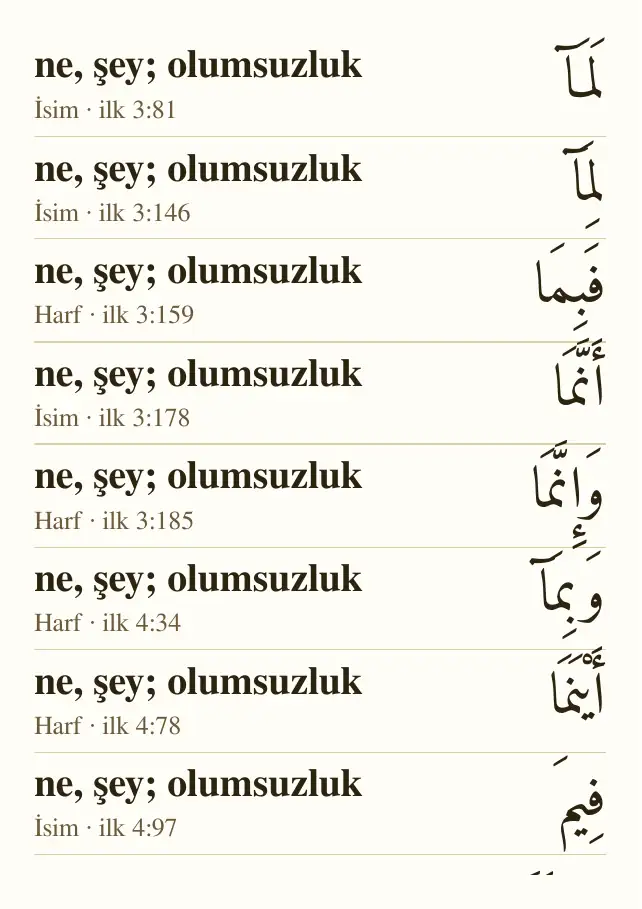 ne, şey; olumsuzluk لَمَآ
İsim · ilk 3:81
ne, şey; olumsuzluk لِمَآ
İsim · ilk 3:146
ne, şey; olumsuzluk فَبِمَا
Harf · ilk 3:159
ne, şey; olumsuzluk أَنَّمَا
İsim · ilk 3:178
ne, şey; olumsuzluk وَإِنَّمَا
Harf · ilk 3:185
ne, şey; olumsuzluk وَبِمَآ
Harf · ilk 4:34
ne, şey; olumsuzluk أَيْنَمَا
Harf · ilk 4:78
ne, şey; olumsuzluk فِيمَ
İsim · ilk 4:97